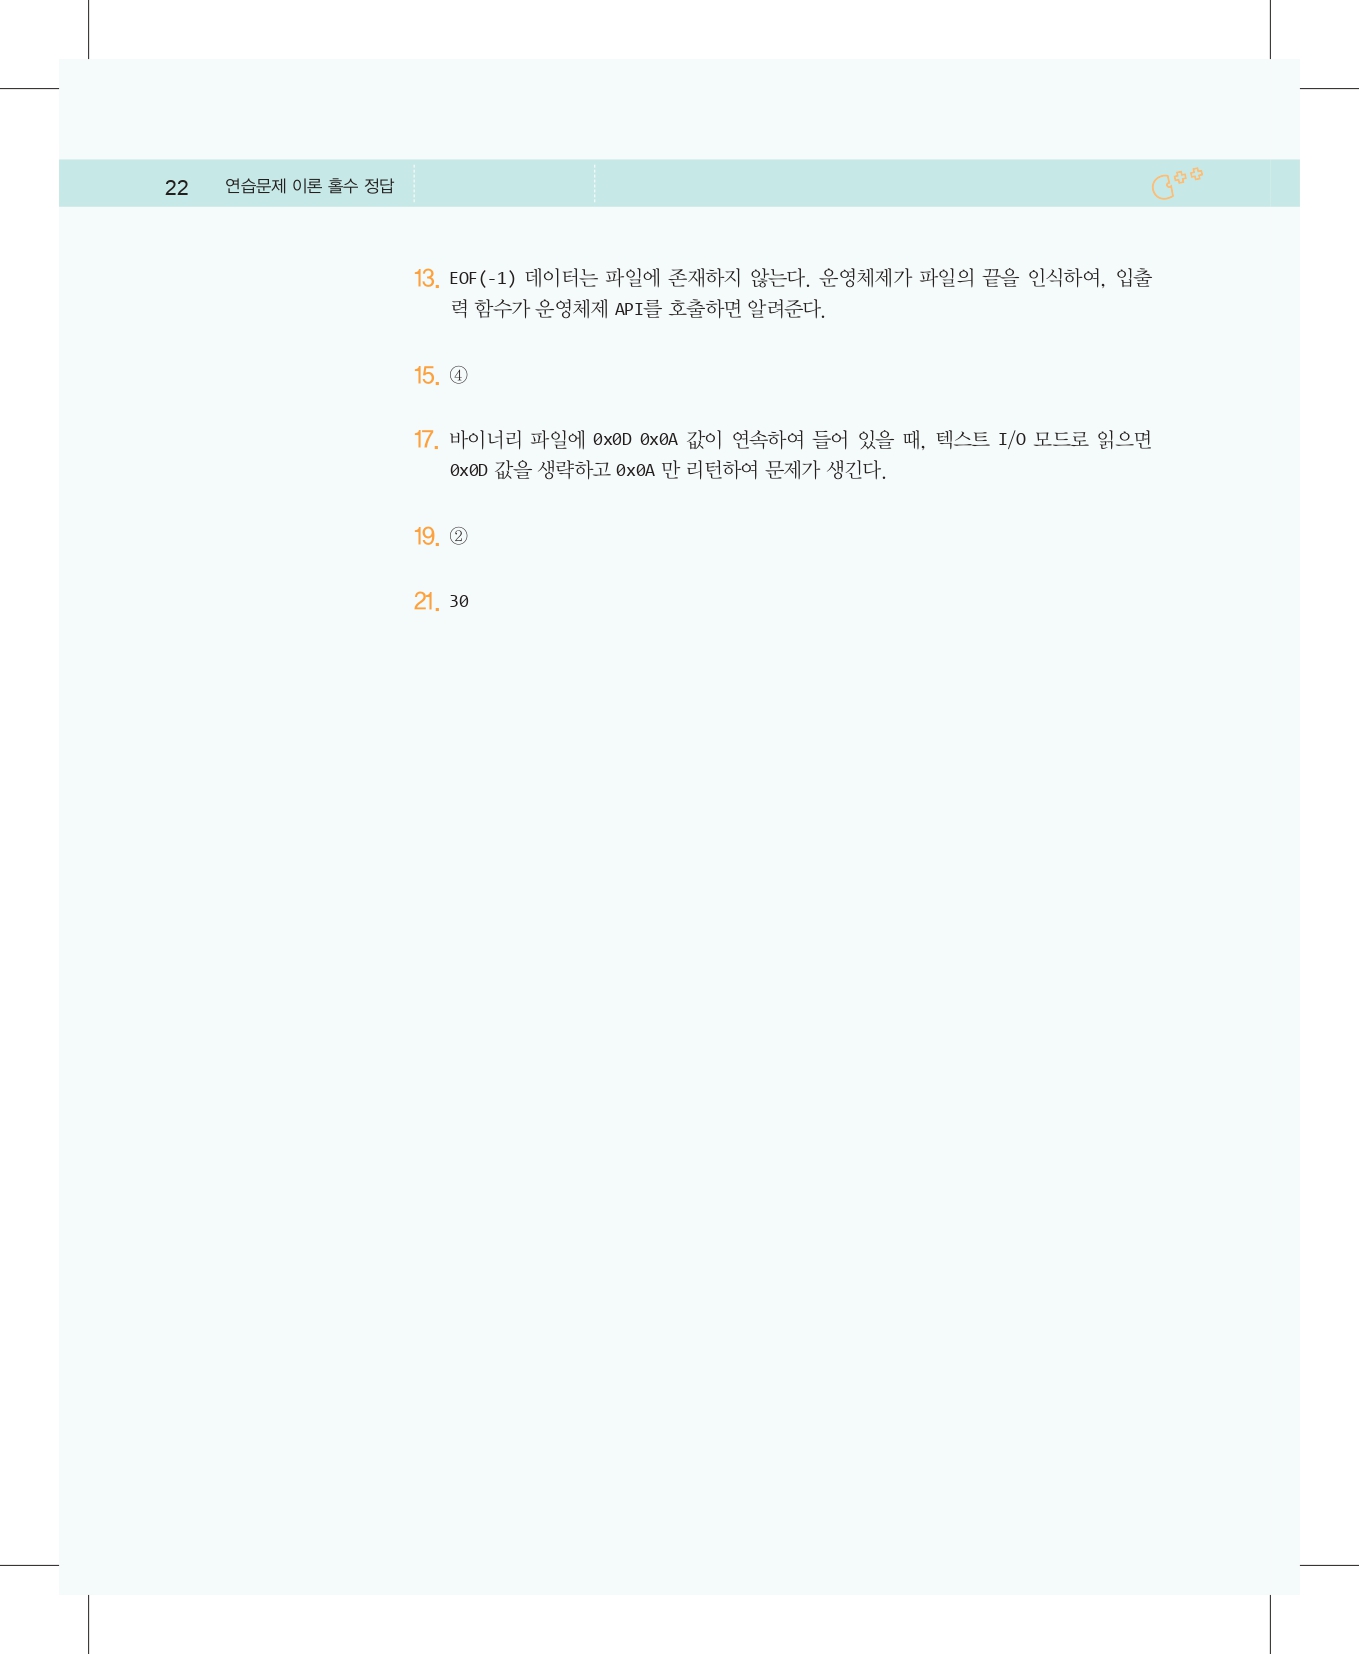 22 연습문제 이론 홀수 정답
13. EOF(-1) 데이터는 파일에 존재하지 않는다. 운영체제가 파일의 끝을 인식하여, 입출
력 함수가 운영체제 API를 호출하면 알려준다.
15. ④
17. 바이너리 파일에 0x0D 0x0A 값이 연속하여 들어 있을 때, 텍스트 I/O 모드로 읽으면
0x0D 값을 생략하고 0x0A 만 리턴하여 문제가 생긴다.
19. ②
21. 30